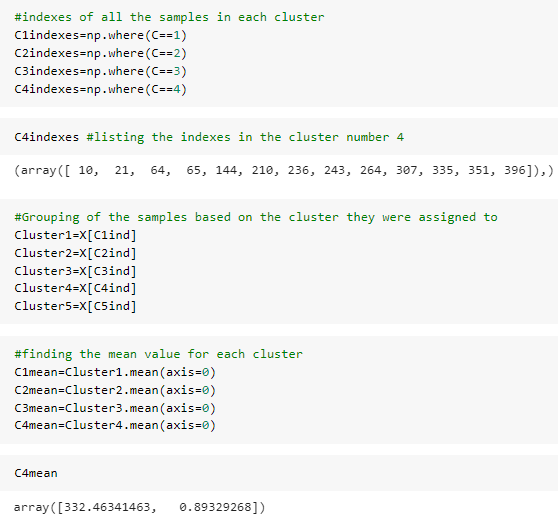 #indexes of all the samples in each cluster
C1indexes=np.where(C==1)
C2indexes=np.where(C==2)
C3indexes=np.where(C==3)
C4indexes=np.where(C==4)
C4indexes #listing the indexes in the cluster number 4
(array([ 10,  21,  64,  65, 144, 210, 236, 243, 264, 307, 335, 351, 396]),)
#Grouping of the samples based on the cluster they were assigned to
Cluster1=X[C1ind]
Cluster2=X[C2ind]
Cluster3=X[C3ind]
Cluster4=X[C4ind]
Cluster5=X[C5ind]
#finding the mean value for each cluster
C1mean=Cluster1.mean(axis=0)
C2mean=Cluster2.mean(axis=0)
C3mean=Cluster3.mean(axis=0)
C4mean=Cluster4.mean(axis=0)
C4mean
array([332.46341463,   0.89329268])